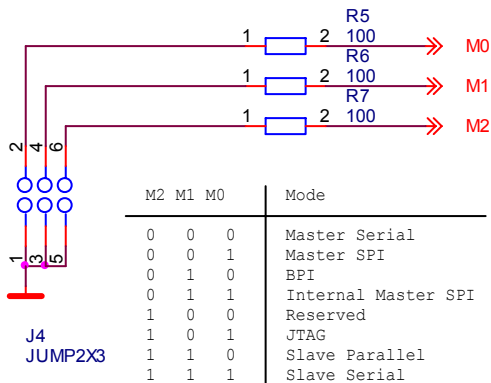 R5
1 2 100 M0
R6
1 2 100 M1
R7
1 2 100 M2
2 4 6
1 3 5
J4
JUMP2X3
M2 M1 M0 Mode
0 0 0 Master Serial
0 0 1 Master SPI
0 1 0 BPI
0 1 1 Internal Master SPI
1 0 0 Reserved
1 0 1 JTAG
1 1 0 Slave Parallel
1 1 1 Slave Serial